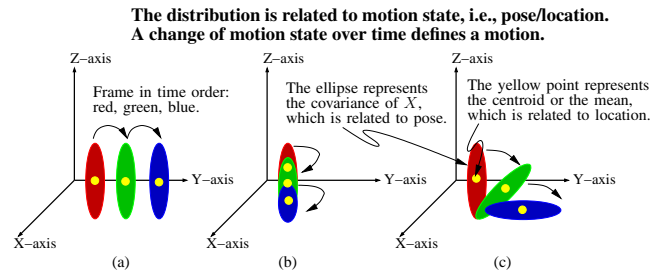 The distribution is related to motion state, i.e., pose/location.
A change of motion state over time defines a motion.
Z−axis
Frame in time order:
red, green, blue.
Y−axis
X−axis
(a)
Z−axis
The ellipse represents
the covariance of X,
which is related to pose.
Y−axis
X−axis
(b)
Z−axis
The yellow point represents
the centroid or the mean,
which is related to location.
Y−axis
X−axis
(c)